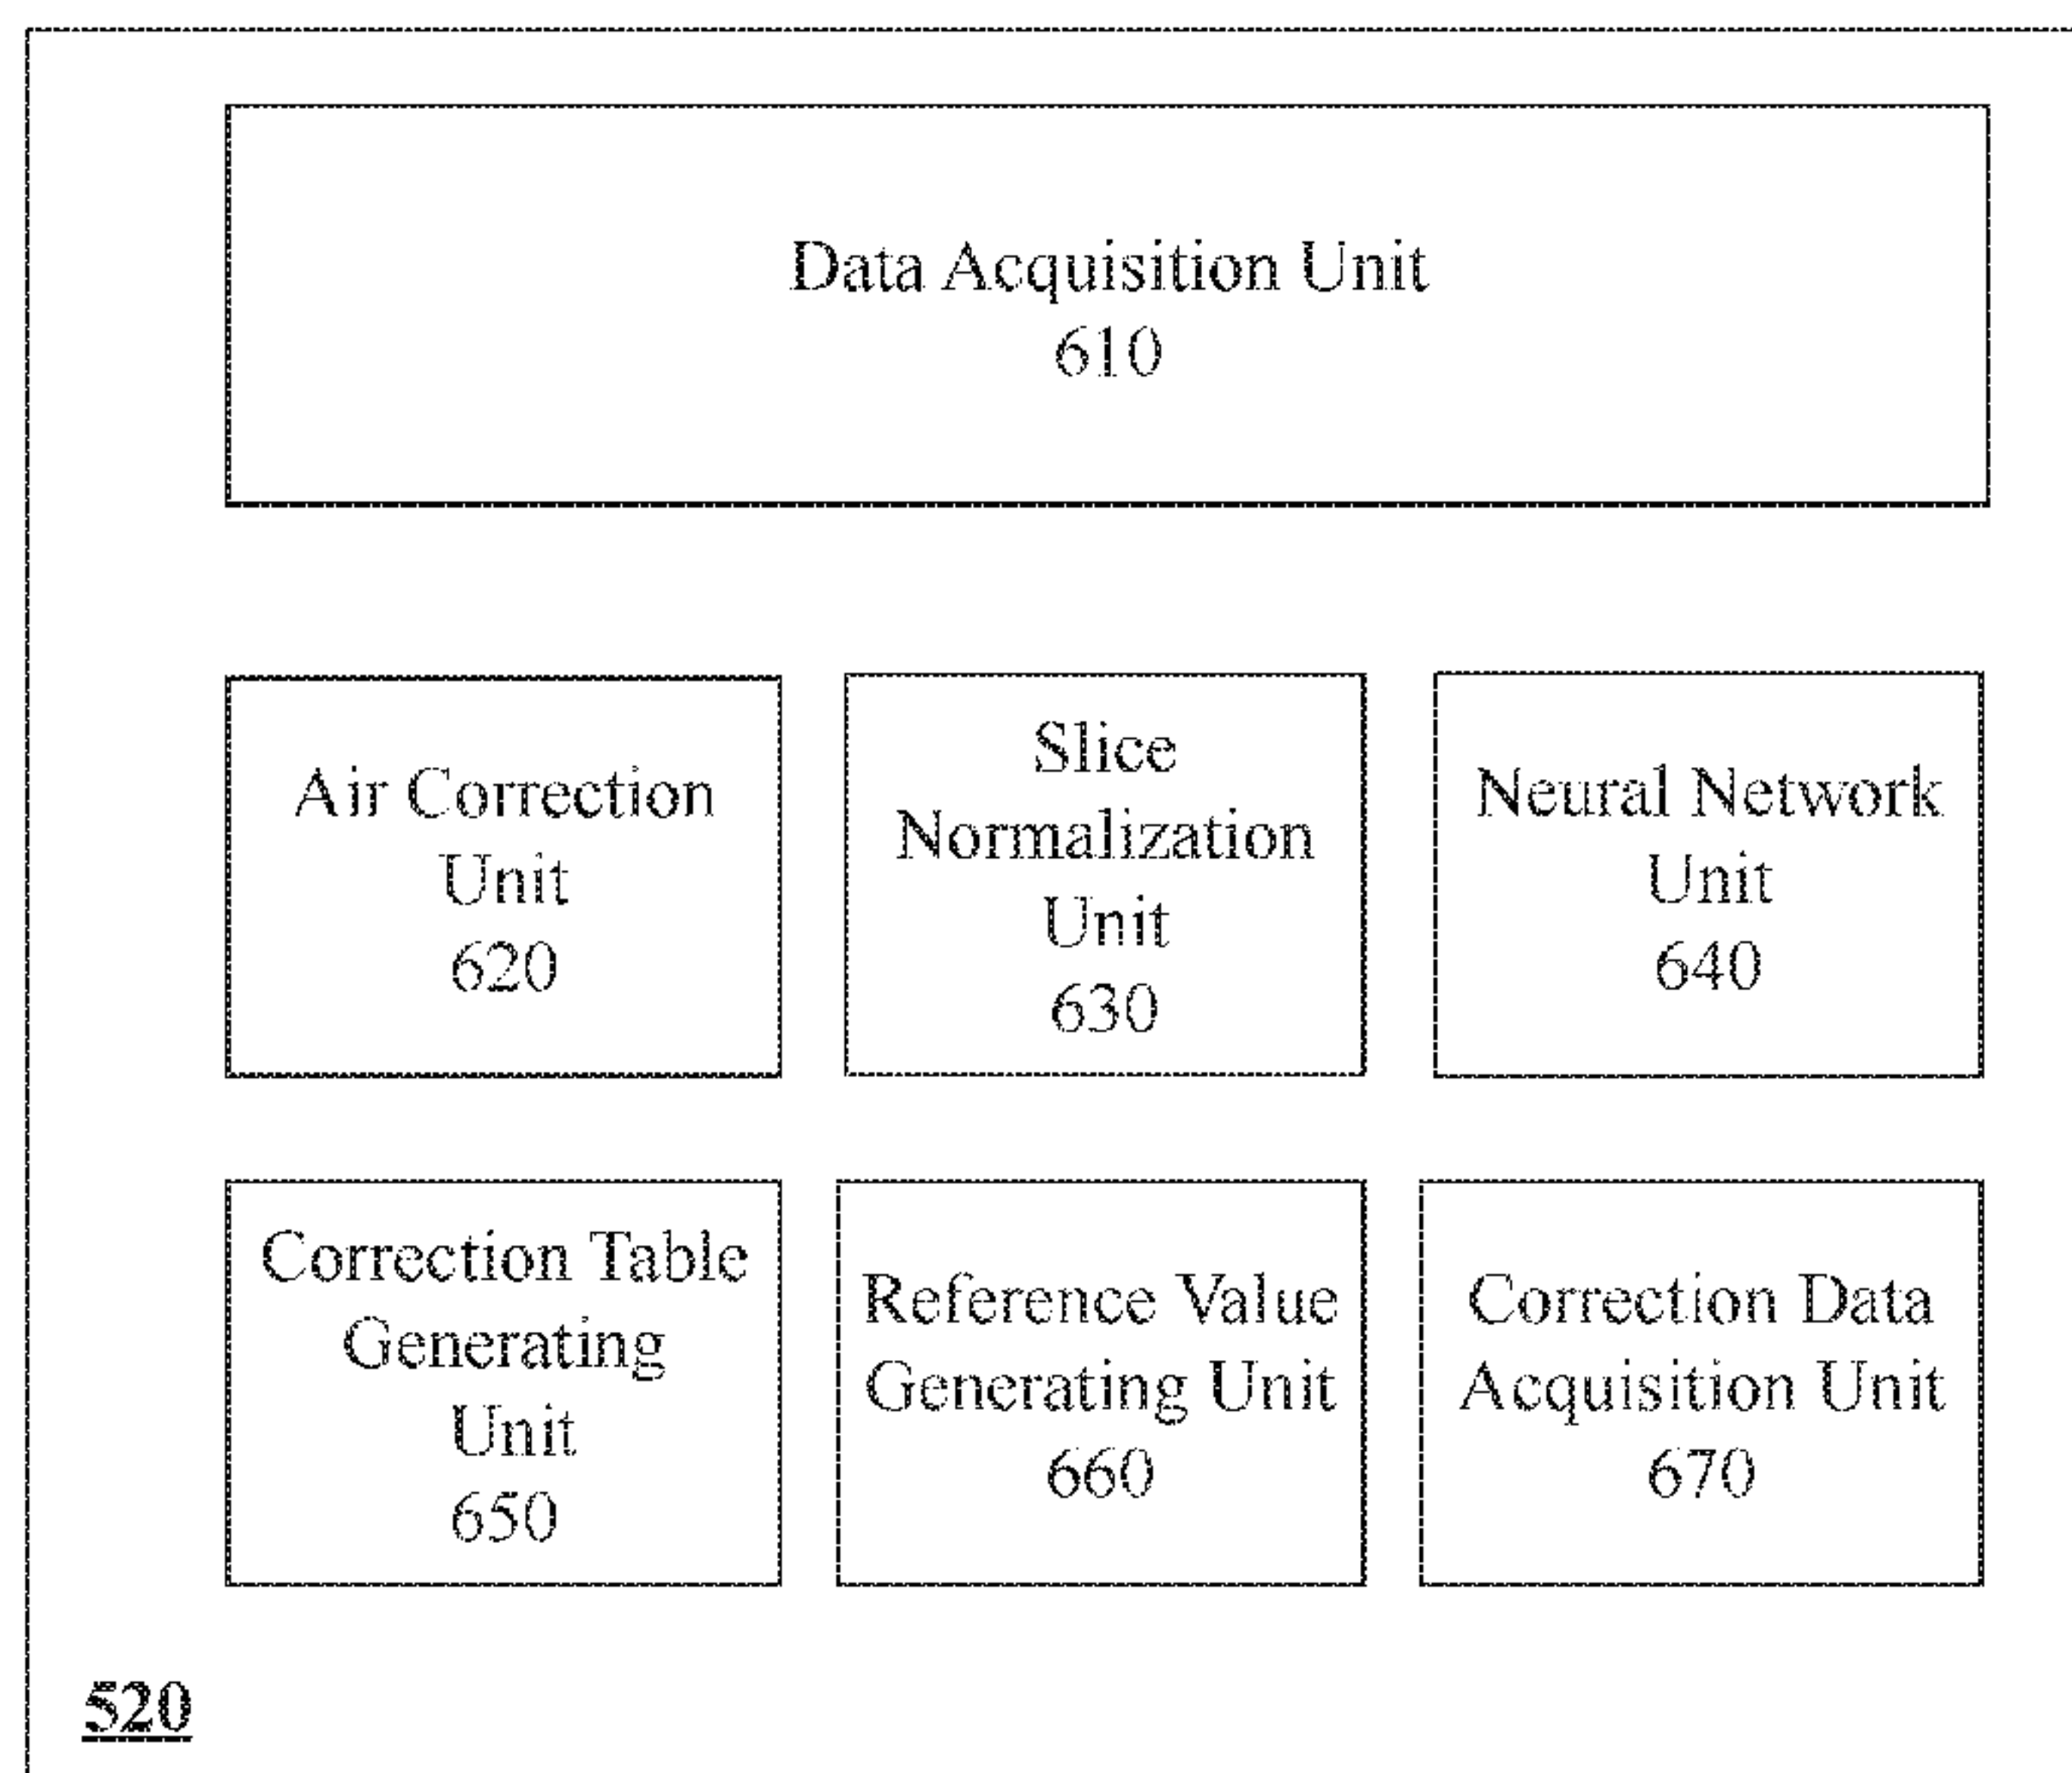 Data Acquisition Unit
610
Air Correction
Unit
620
Slice
Normalization
Unit
630
Neural Network
Unit
640
Correction Table
Generating
Unit
650
Reference Value
Generating Unit
660
Correction Data
Acquisition Unit
670
520